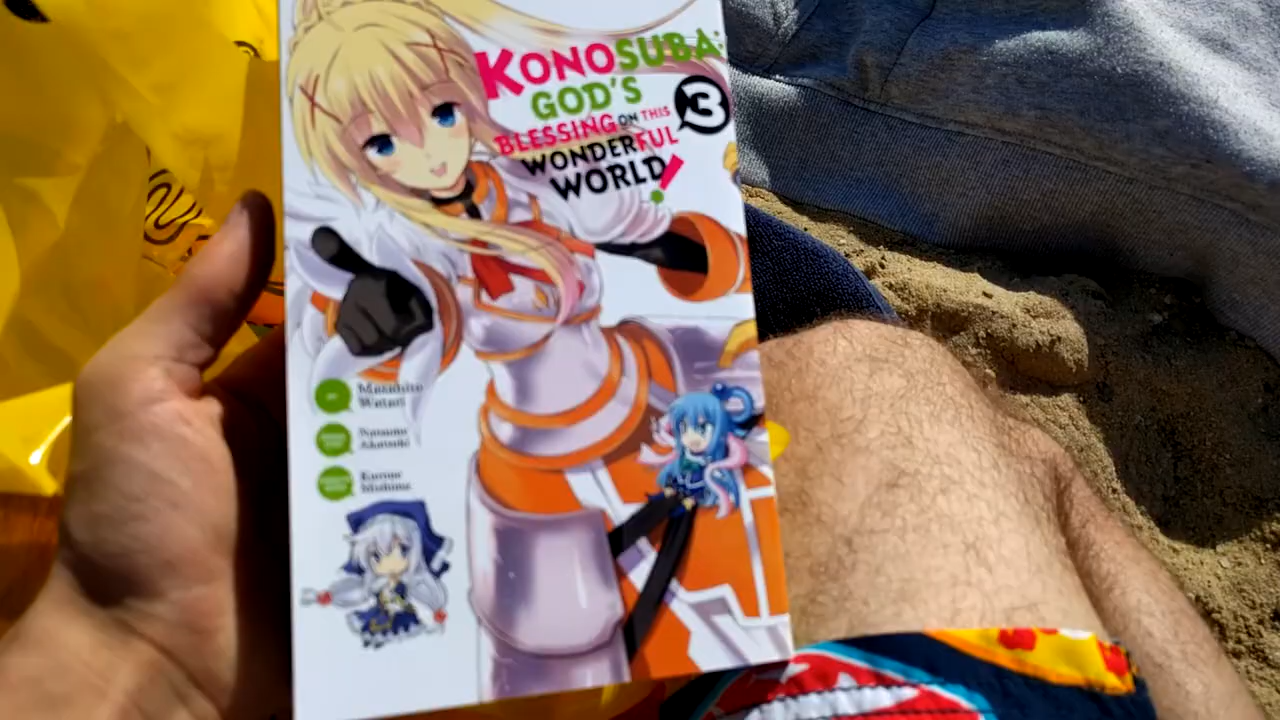 KONOSUBA:
GOD'S
BLESSING ON THIS
WONDERFUL
WORLD!
3
Masahito
Watari
Natsume
Akatsuki
Kurone
Mishima